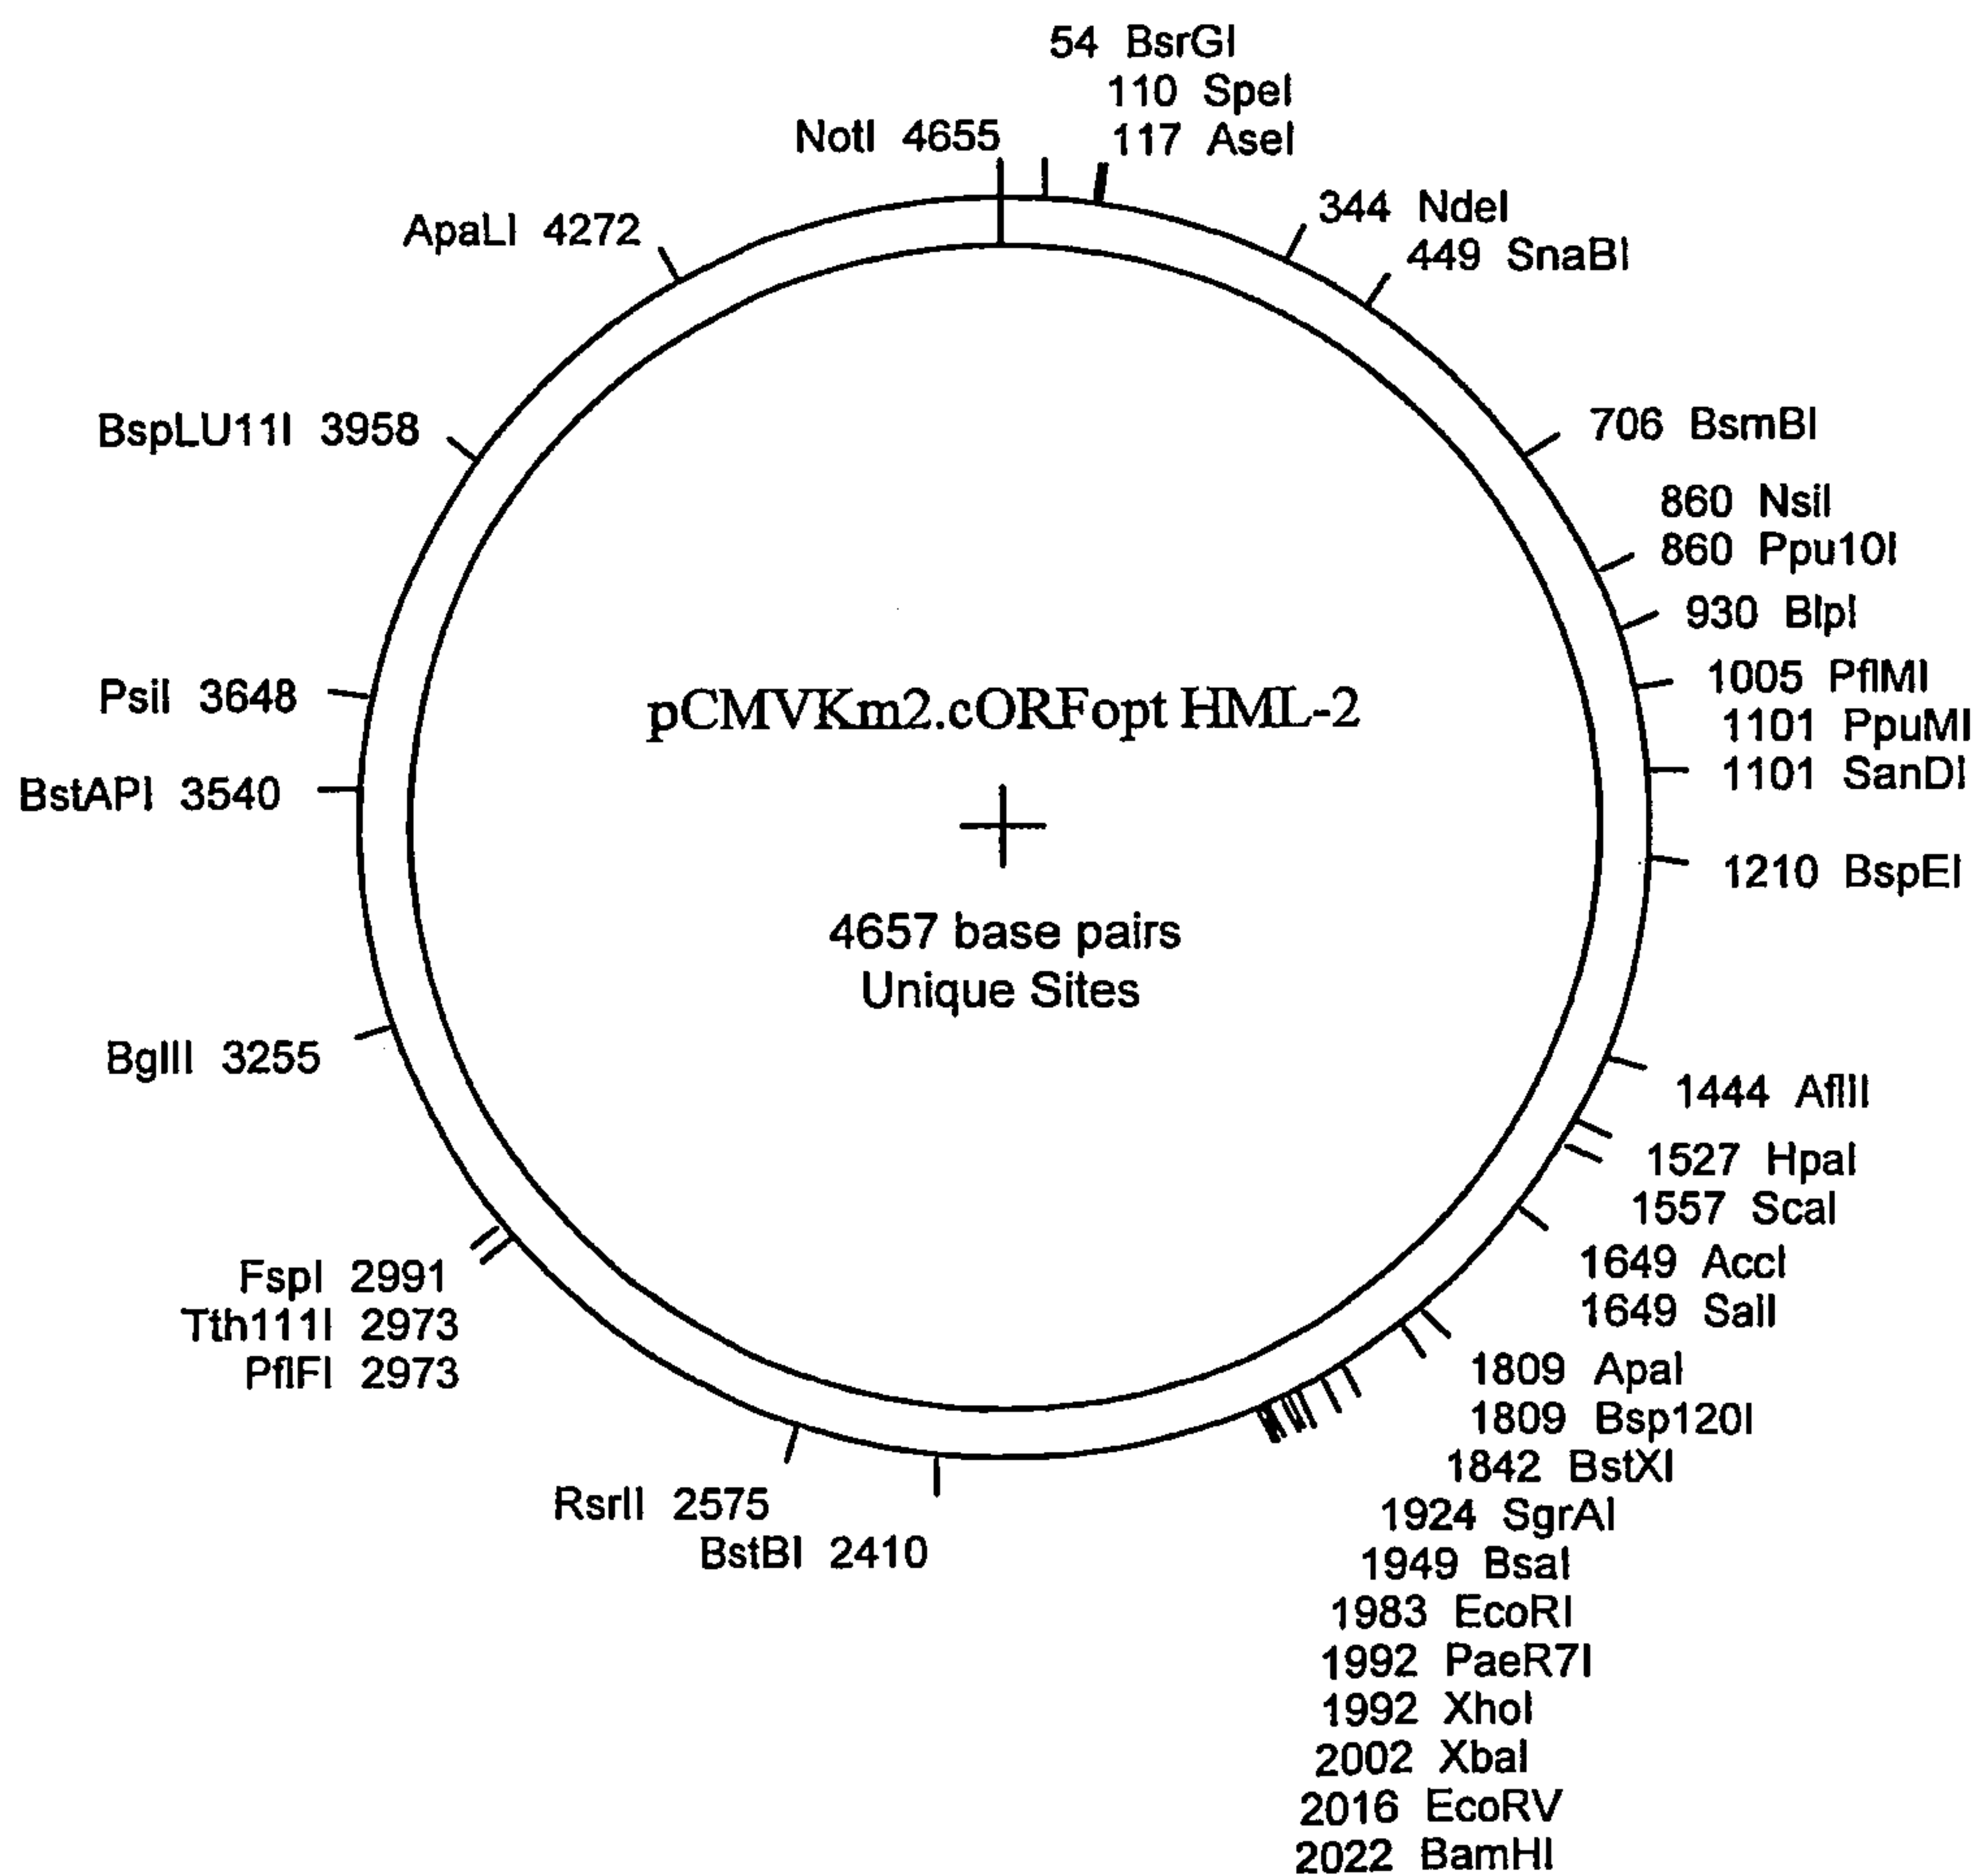 54 BsrGI
110 SpeI
117 AseI
NotI 4655
344 NdeI
449 SnaBI
706 BsmBI
860 NsiI
860 Ppu10I
930 BlpI
1005 PflMI
1101 PpuMI
1101 SanDI
1210 BspEI
1444 AflII
1527 HpaI
1557 ScaI
1649 AccI
1649 SalI
1809 ApaI
1809 Bsp120I
1842 BstXI
1924 SgrAI
1949 BsaI
1983 EcoRI
1992 PaeR7I
1992 XhoI
2002 XbaI
2016 EcoRV
2022 BamHI
BstBI 2410
RsrII 2575
PflFI 2973
Tth111I 2973
FspI 2991
BglII 3255
BstAPI 3540
PsiI 3648
BspLU11I 3958
ApaLI 4272
pCMVKm2.cORFopt HML-2
4657 base pairs
Unique Sites